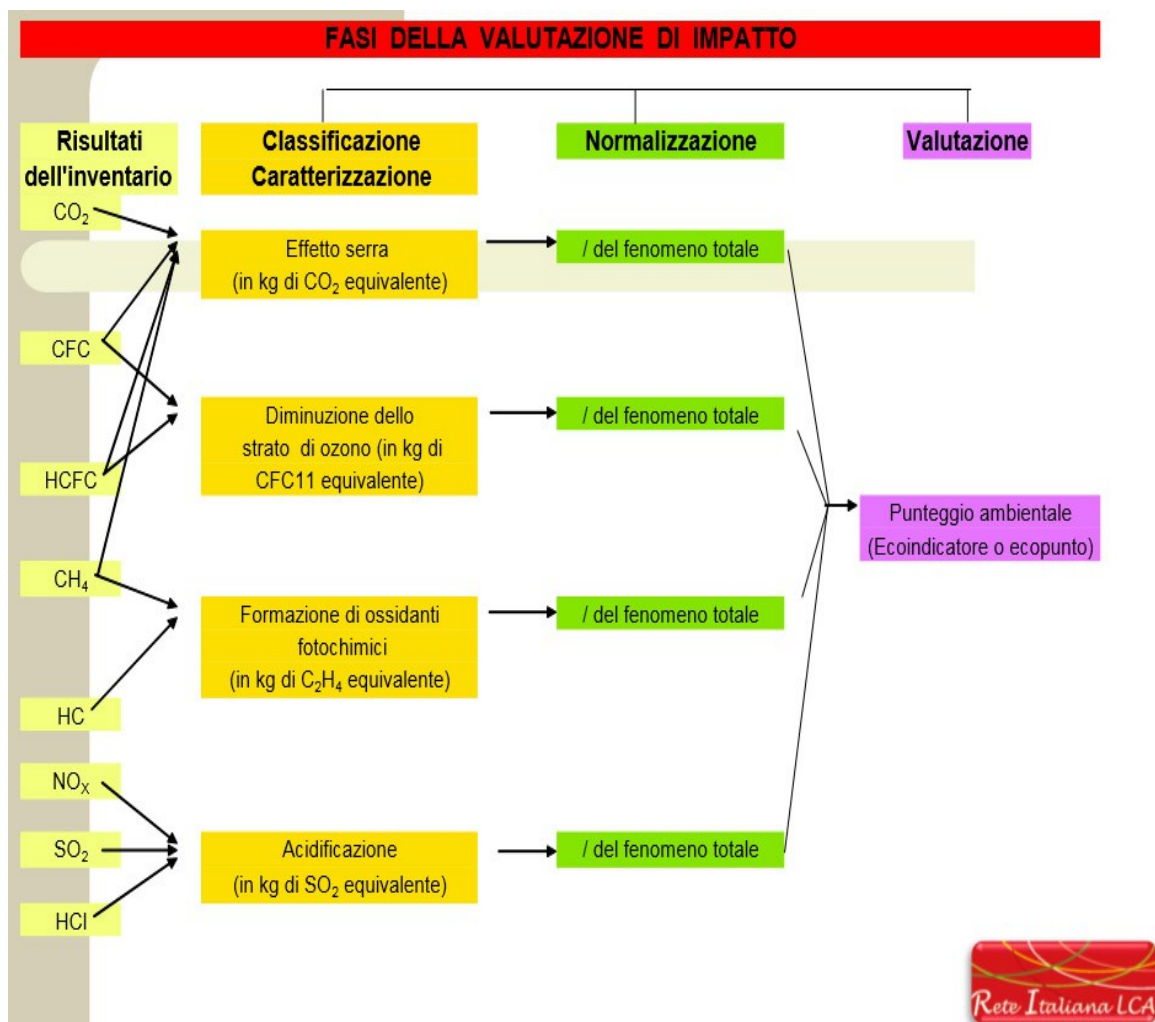 FASI DELLA VALUTAZIONE DI IMPATTO
Risultati
dell'inventario
Classificazione
Caratterizzazione
Normalizzazione
Valutazione
CO₂
CFC
HCFC
CH₄
HC
NOₓ
SO₂
HCl
Effetto serra
(in kg di CO₂ equivalente)
Diminuzione dello
strato di ozono (in kg di
CFC11 equivalente)
Formazione di ossidanti
fotochimici
(in kg di C₂H₄ equivalente)
Acidificazione
(in kg di SO₂ equivalente)
/ del fenomeno totale
/ del fenomeno totale
/ del fenomeno totale
/ del fenomeno totale
Punteggio ambientale
(Ecoindicatore o ecopunto)
Rete Italiana LCA